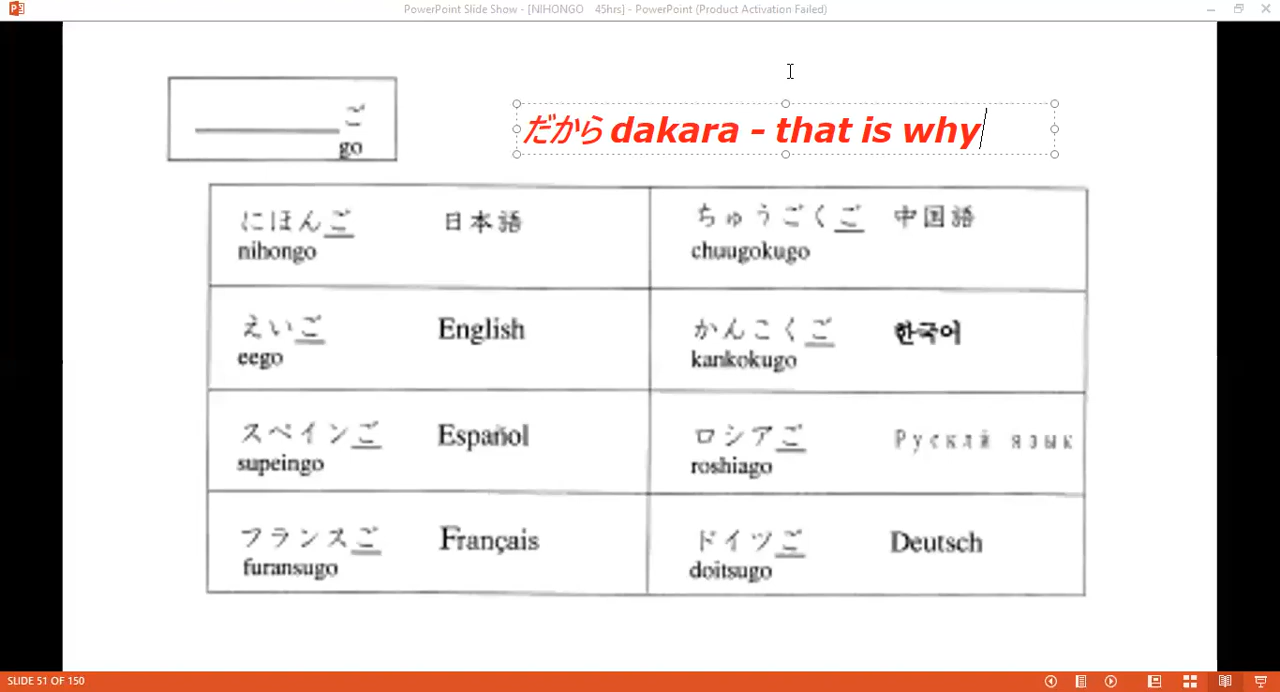 PowerPoint Slide Show - [NIHONGO 45hrs] - PowerPoint (Product Activation Failed)
ご
go
だから dakara - that is why
にほんご 日本語
nihongo
ちゅうごくご 中国語
chuugokugo
えいご English
eego
かんこくご 한국어
kankokugo
スペインご Español
supeingo
ロシアご Рускай язык
roshiago
フランスご Français
furansugo
ドイツご Deutsch
doitsugo
SLIDE 51 OF 150